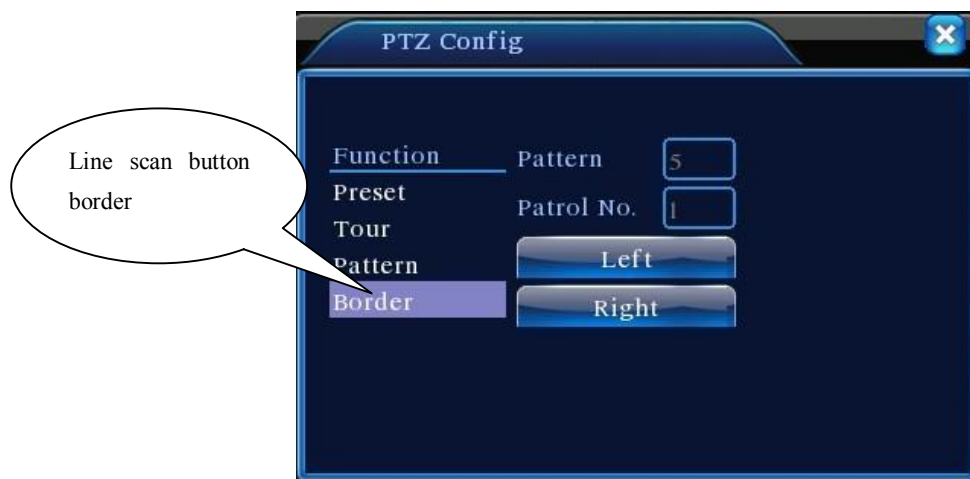 PTZ Config
Line scan button
border
Function
Preset
Tour
Pattern
Border
Pattern 5
Patrol No. 1
Left
Right